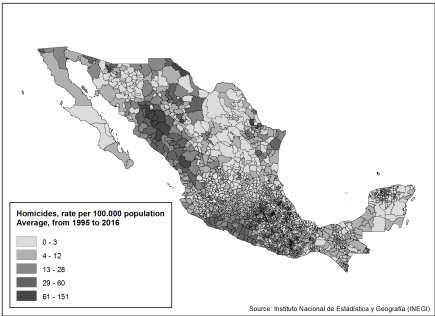 Homicides, rate per 100.000 population
Average, from 1995 to 2016
0 - 3
4 - 12
13 - 28
29 - 60
61 - 151
Source: Instituto Nacional de Estadística y Geografía (INEGI)